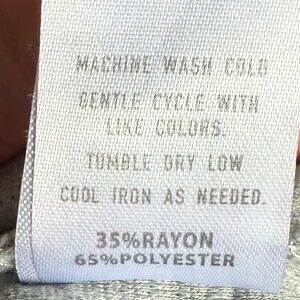 MACHINE WASH COLD
GENTLE CYCLE WITH
LIKE COLORS.
TUMBLE DRY LOW
COOL IRON AS NEEDED.
35%RAYON
65%POLYESTER